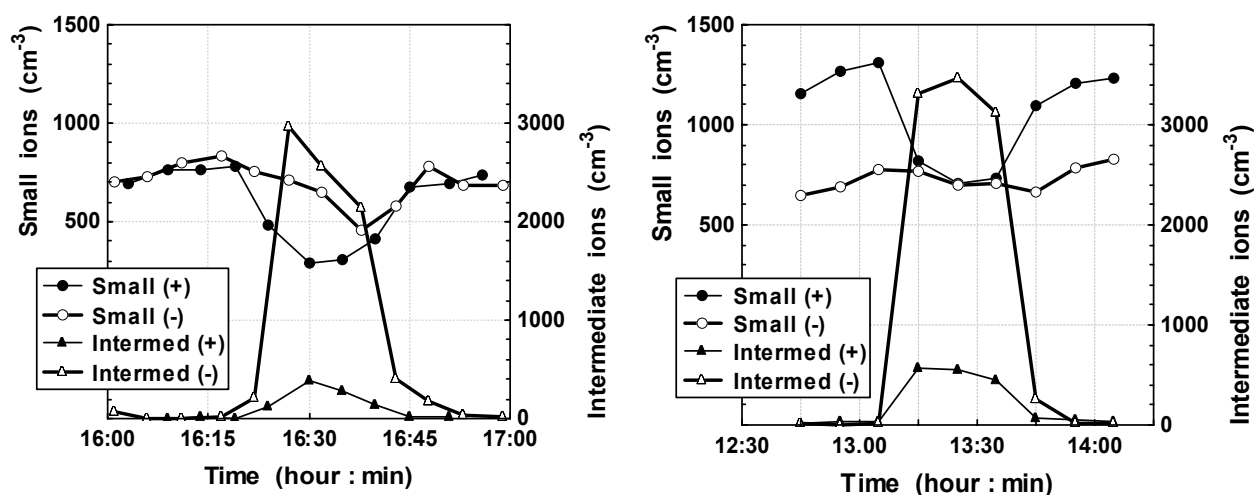 Small ions (cm-3)
1500
1000
500
0
3000
2000
1000
0
Intermediate ions (cm-3)
Small (+)
Small (-)
Intermed (+)
Intermed (-)
16:00 16:15 16:30 16:45 17:00
Time (hour : min)
Small ions (cm-3)
1500
1000
500
3000
2000
1000
0
Intermediate ions (cm-3)
Small (+)
Small (-)
Intermed (+)
Intermed (-)
12:30 13.00 13:30 14:00
Time (hour : min)